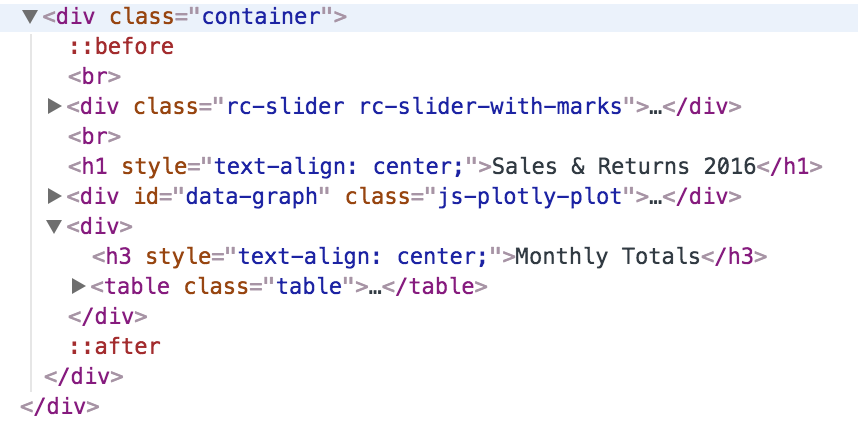 ▼<div class="container">
::before
<br>
▶<div class="rc-slider rc-slider-with-marks">…</div>
<br>
<h1 style="text-align: center;">Sales & Returns 2016</h1>
▶<div id="data-graph" class="js-plotly-plot">…</div>
▼<div>
<h3 style="text-align: center;">Monthly Totals</h3>
▶<table class="table">…</table>
</div>
::after
</div>
</div>